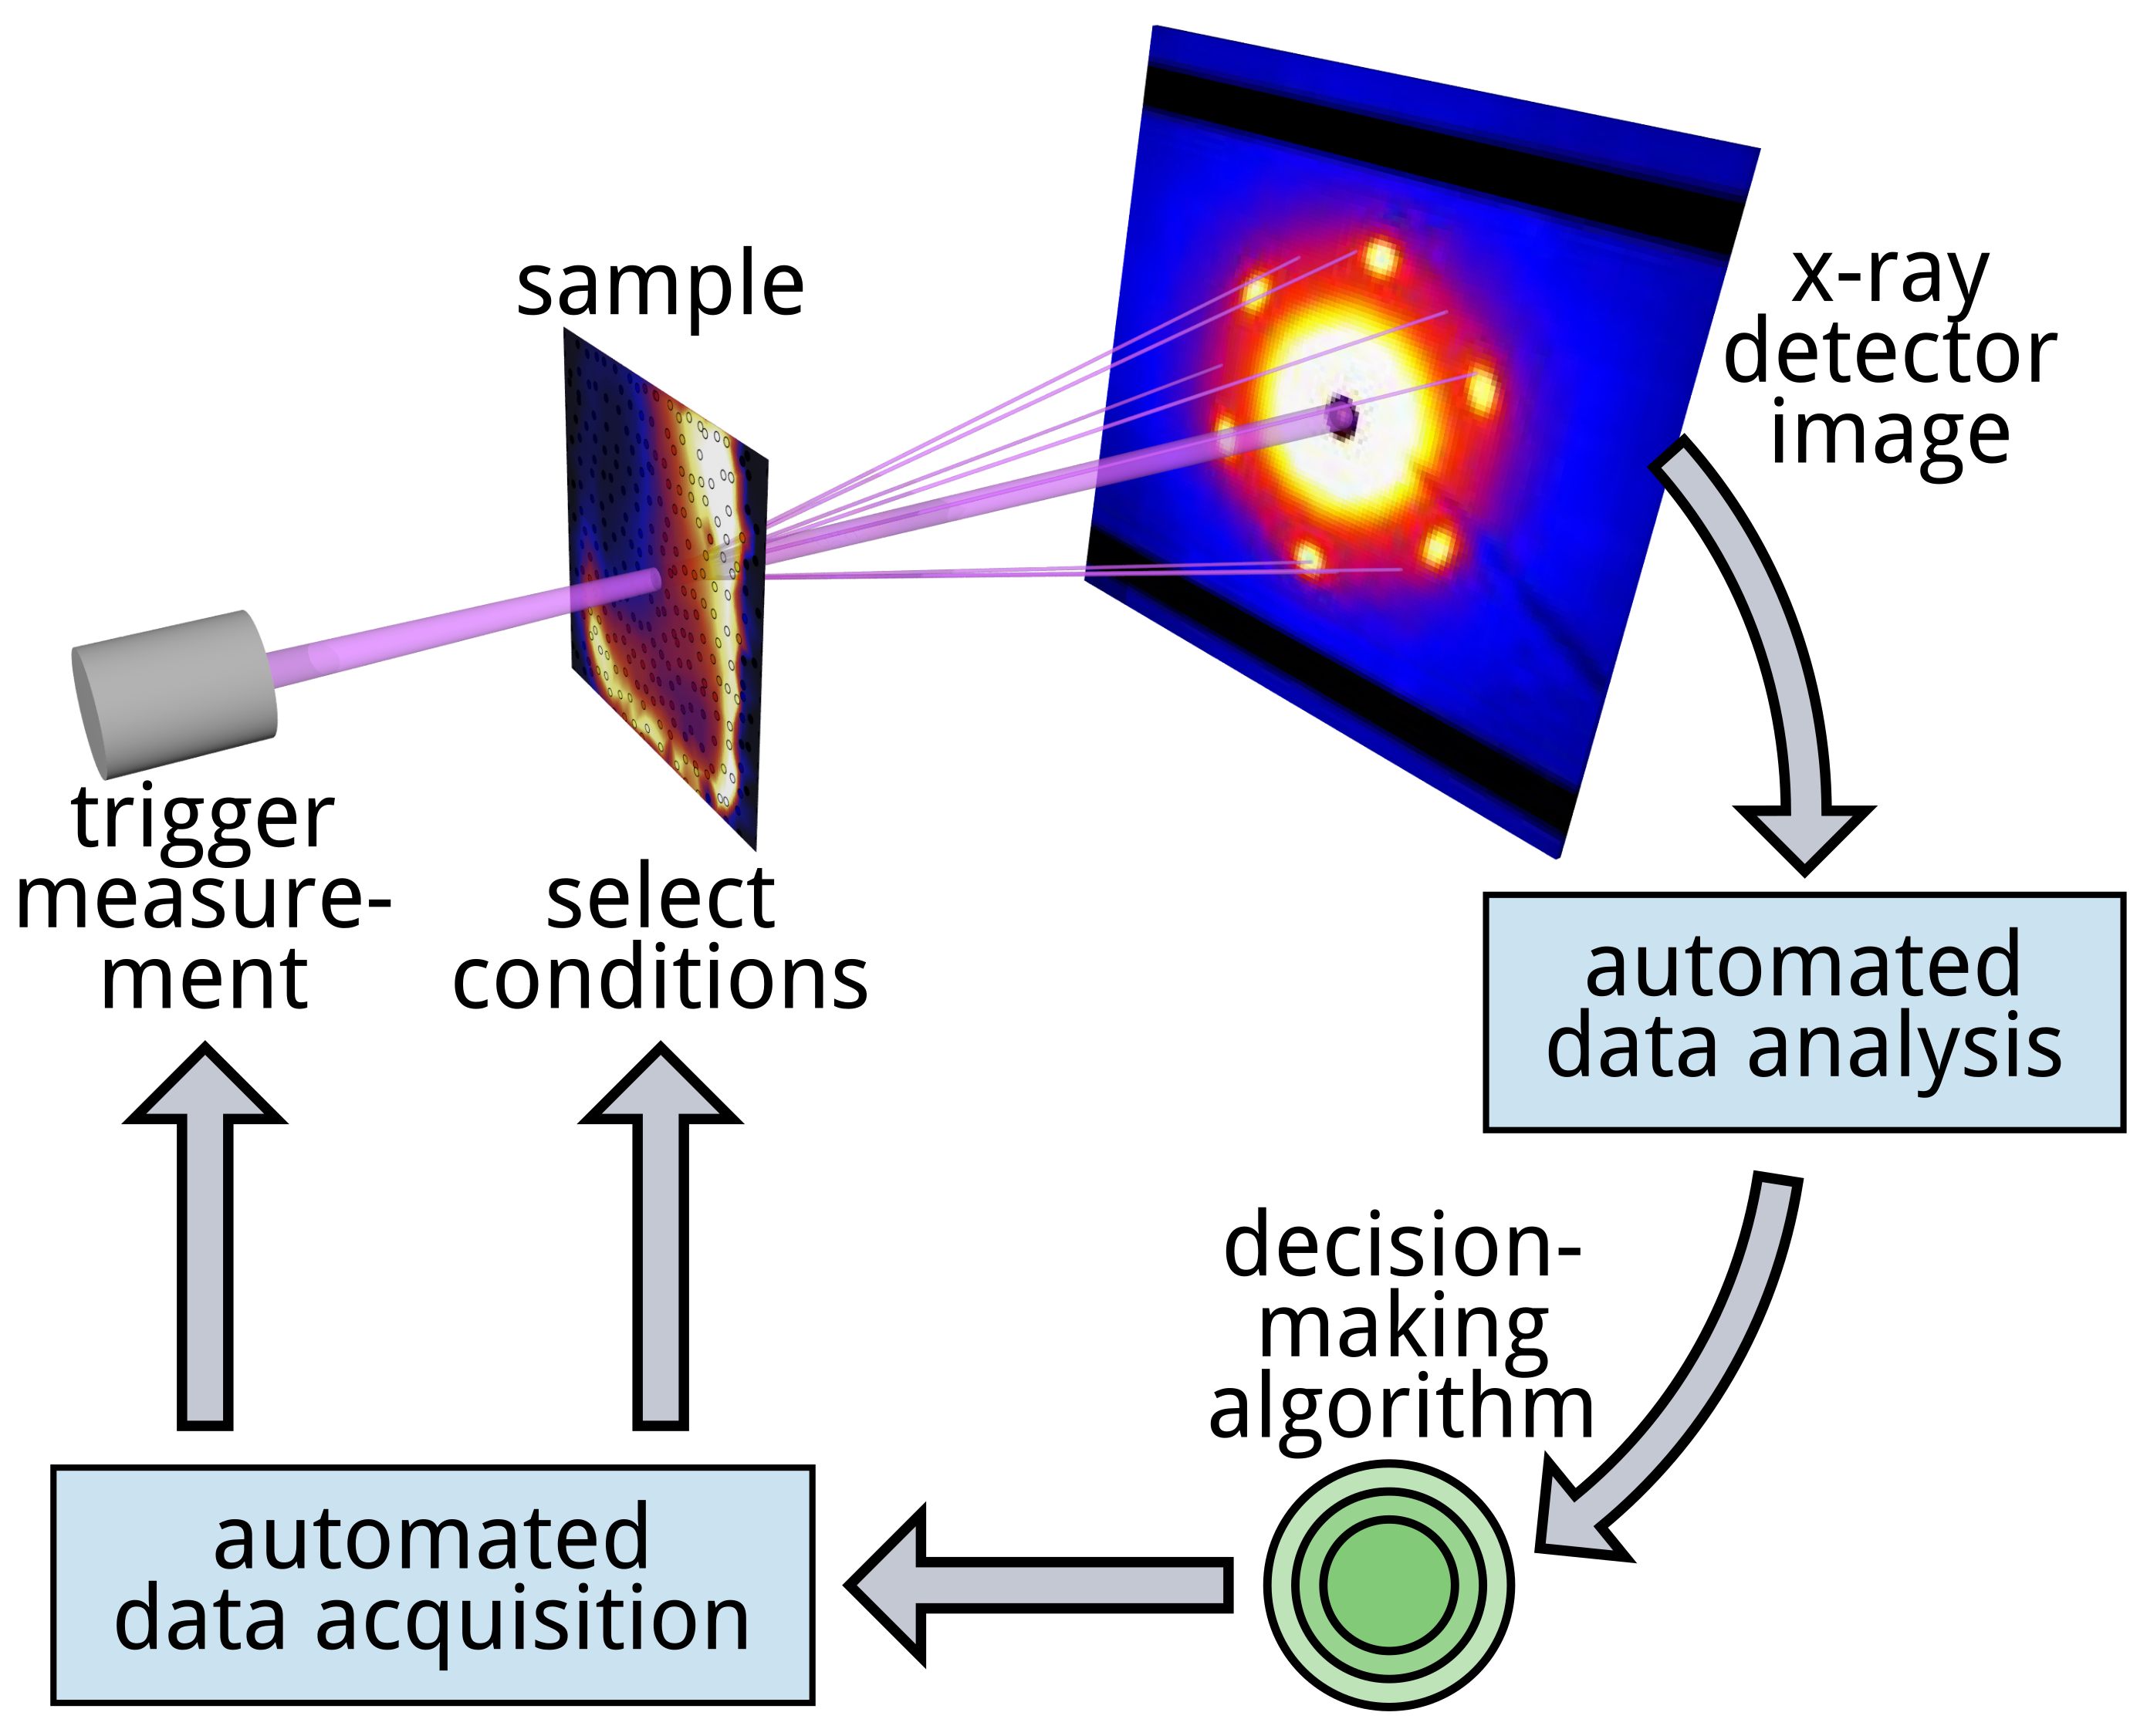 sample
x-ray
detector
image
trigger
measure-
ment
select
conditions
automated
data analysis
decision-
making
algorithm
automated
data acquisition